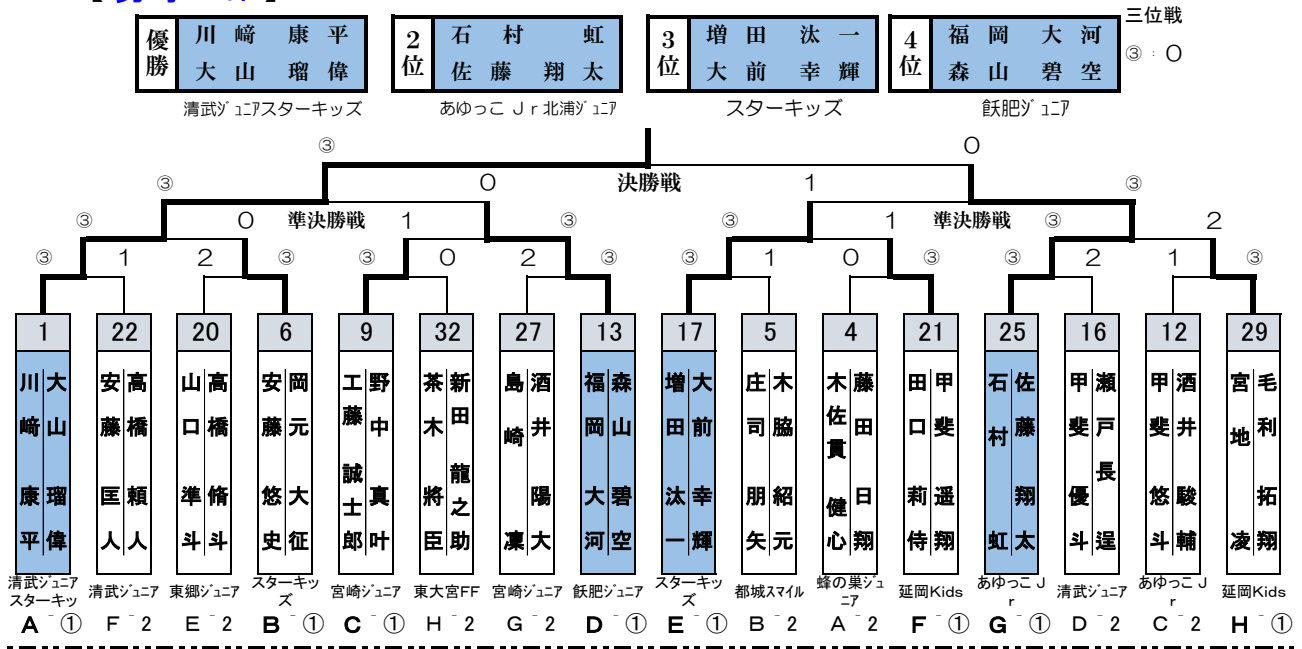 三位戦
③：0
優勝 川﨑 康平 大山 瑠偉
清武ｼﾞｭﾆｱスターキッズ
2位 石村 虹 佐藤 翔太
あゆっこＪｒ北浦ｼﾞｭﾆｱ
3位 増田 汰一 大前 幸輝
スターキッズ
4位 福岡 大河 森山 碧空
飫肥ｼﾞｭﾆｱ
③ 0
③ 0 決勝戦 1 ③
③ 0 準決勝戦 1 ③ ③ 1 準決勝戦 ③ 2
③ 1 2 ③ ③ 0 2 ③ ③ 1 0 ③ ③ 2 1 ③
1 22 20 6 9 32 27 13 17 5 4 21 25 16 12 29
川﨑 康平 大山 瑠偉
安藤 匡人 高橋 頼人
山口 準斗 高橋 脩斗
安藤 悠史 岡元 大征
工藤 誠士郎 野中 真叶
茶木 將臣 新田 龍之助
島崎 凜 酒井 陽大
福岡 大河 森山 碧空
増田 汰一 大前 幸輝
庄司 朋矢 木脇 紹元
木佐貫 健心 藤田 日翔
田口 莉侍 甲斐 遥翔
石村 虹 佐藤 翔太
甲斐 優斗 瀬戸長 逞
甲斐 悠斗 酒井 駿輔
宮地 凌 毛利 拓翔
清武ｼﾞｭﾆｱスターキッ
清武ｼﾞｭﾆｱ
東郷ｼﾞｭﾆｱ
スターキッズ
宮崎ｼﾞｭﾆｱ
東大宮FF
宮崎ｼﾞｭﾆｱ
飫肥ｼﾞｭﾆｱ
スターキッズ
都城ｽﾏｲﾙ
蜂の巣ｼﾞｭﾆｱ
延岡Kids
あゆっこＪｒ
清武ｼﾞｭﾆｱ
あゆっこＪｒ
延岡Kids
A-① F-2 E-2 B-① C-① H-2 G-2 D-① E-① B-2 A-2 F-① G-① D-2 C-2 H-①